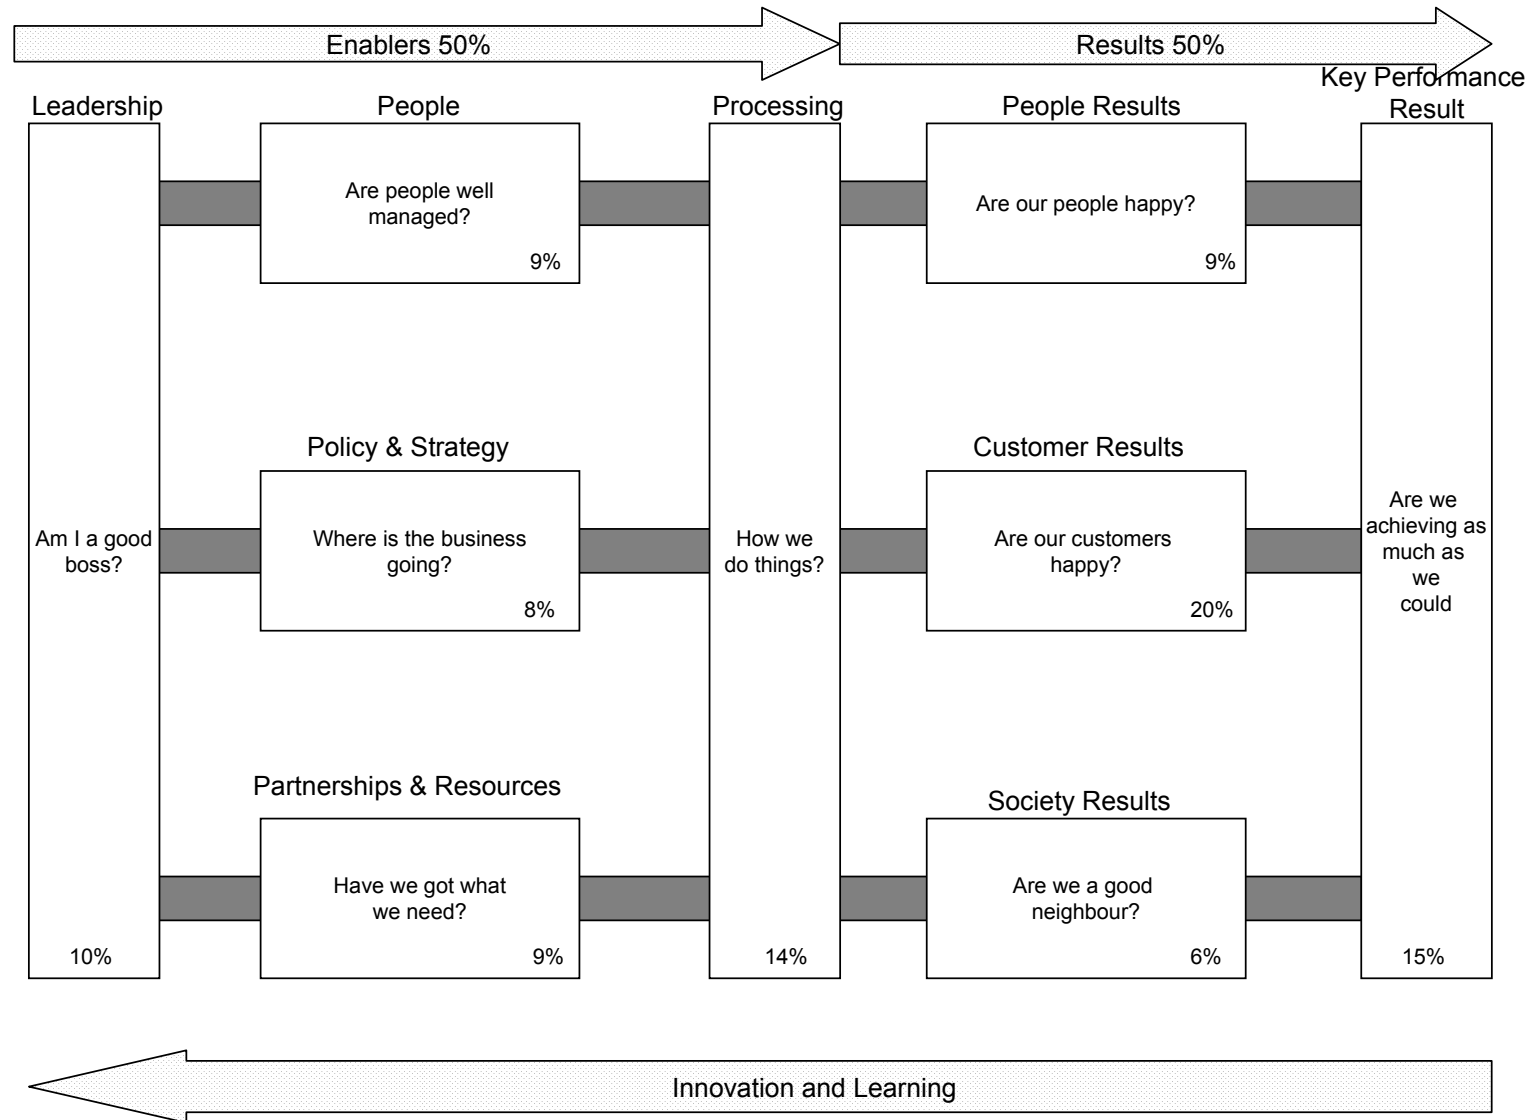 Enablers 50%
Results 50%
Leadership
People
Processing
People Results
Key Performance
Result
Are people well
managed?
9%
Are our people happy?
9%
Policy & Strategy
Customer Results
Am I a good
boss?
Where is the business
going?
8%
How we
do things?
Are our customers
happy?
20%
Are we
achieving as
much as
we
could
Partnerships & Resources
Society Results
Have we got what
we need?
9%
Are we a good
neighbour?
6%
10%
14%
15%
Innovation and Learning